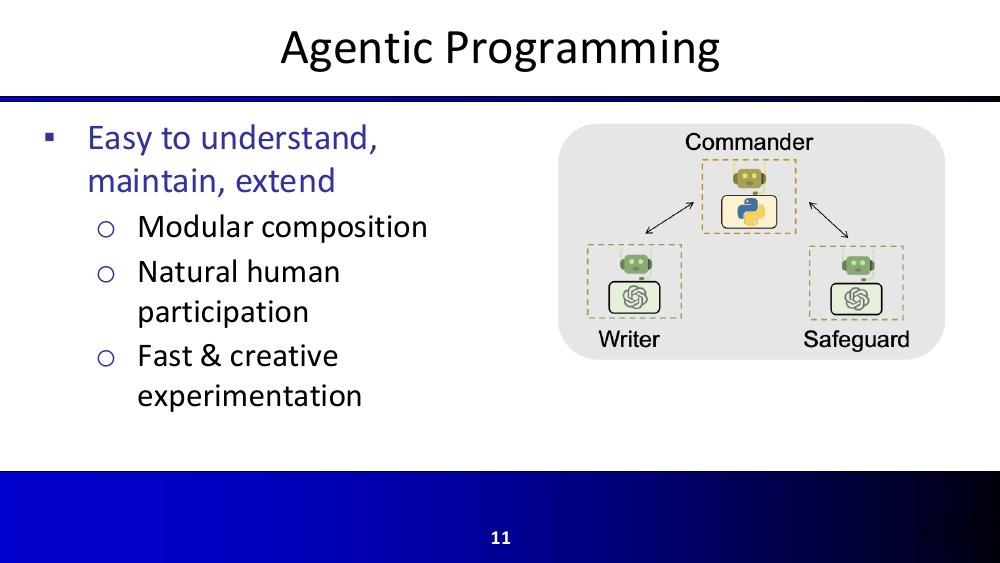 Agentic Programming
▪ Easy to understand,
maintain, extend
○ Modular composition
○ Natural human
participation
○ Fast & creative
experimentation
Commander
Writer
Safeguard
11